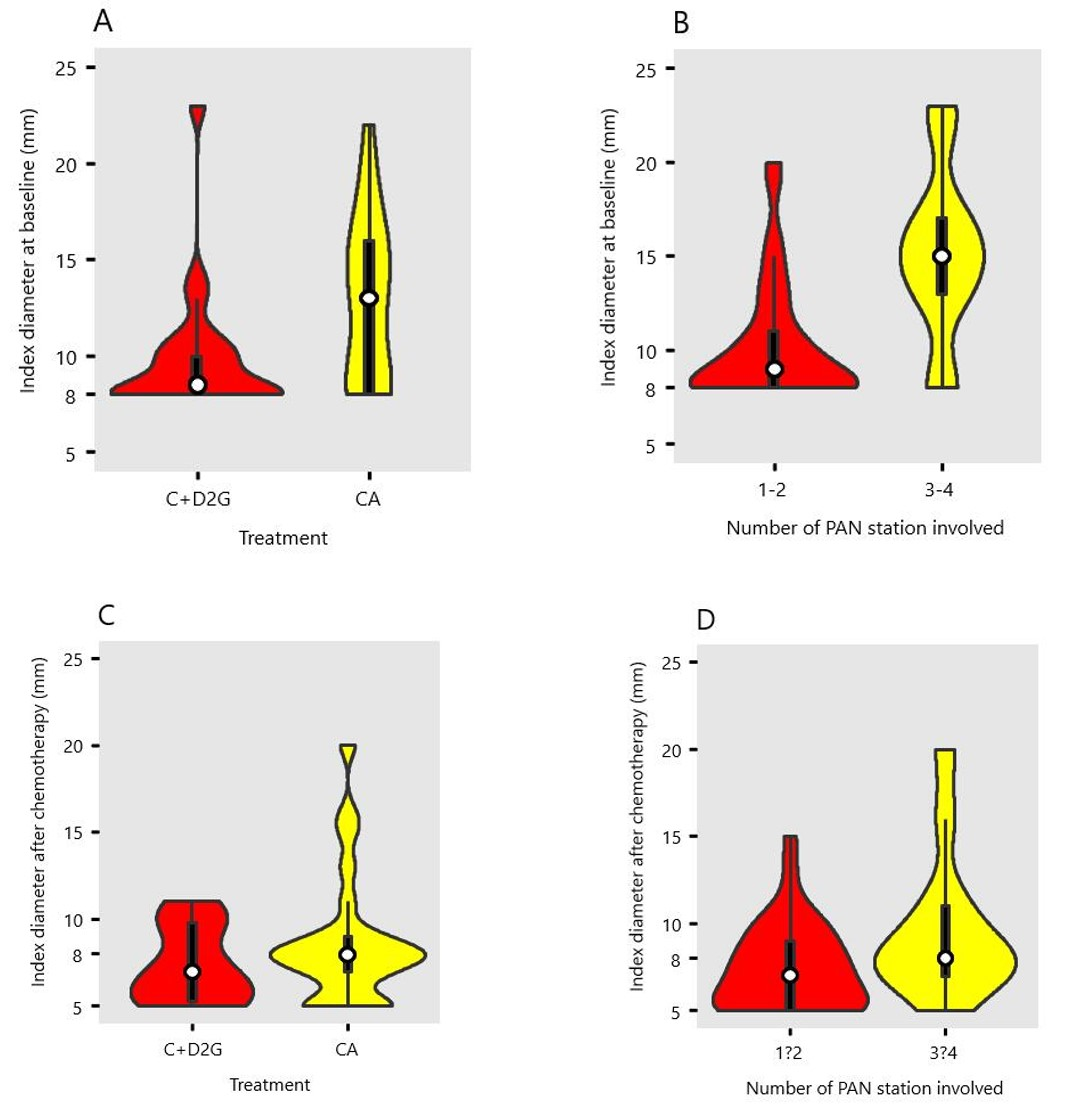 A
Index diameter at baseline (mm)
25
20
15
10
8
5
C+D2G CA
Treatment
B
Index diameter at baseline (mm)
25
20
15
10
8
5
1-2 3-4
Number of PAN station involved
C
Index diameter after chemotherapy (mm)
25
20
15
10
8
5
C+D2G CA
Treatment
D
Index diameter after chemotherapy (mm)
25
20
15
10
8
5
1?2 3?4
Number of PAN station involved